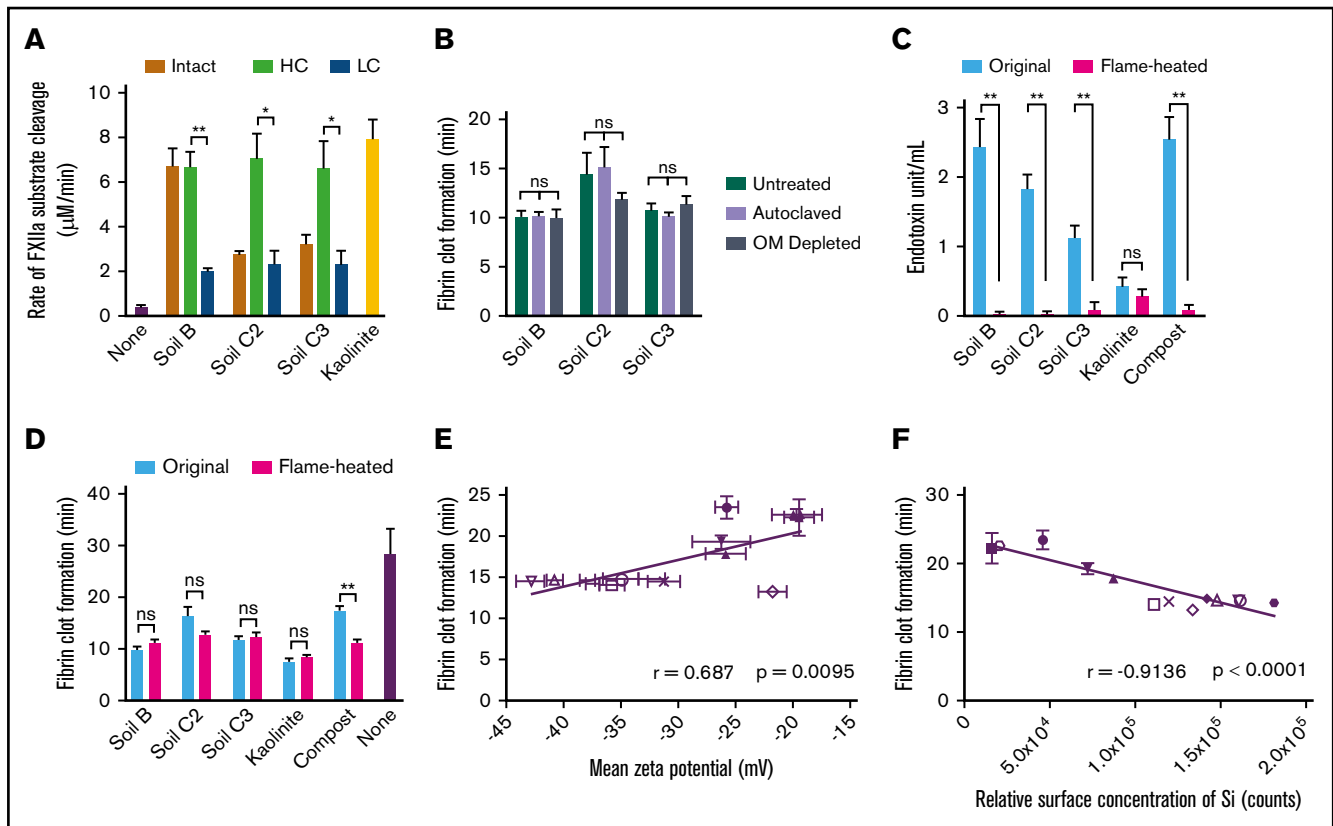 A
Intact HC LC
Rate of FXIIa substrate cleavage
(μM/min)
10
8
6
4
2
0
**
*
*
None
Soil B
Soil C2
Soil C3
Kaolinite
B
Fibrin clot formation (min)
20
15
10
5
0
ns
ns
ns
Soil B
Soil C2
Soil C3
Untreated
Autoclaved
OM Depleted
C
Original Flame-heated
Endotoxin unit/mL
3
2
1
0
**
**
**
ns
**
Soil B
Soil C2
Soil C3
Kaolinite
Compost
D
Original Flame-heated
Fibrin clot formation (min)
40
30
20
10
0
ns
ns
ns
ns
**
Soil B
Soil C2
Soil C3
Kaolinite
Compost
None
E
Fibrin clot formation (min)
25
20
15
10
5
0
r = 0.687 p = 0.0095
-45 -40 -35 -30 -25 -20 -15
Mean zeta potential (mV)
F
Fibrin clot formation (min)
30
20
10
0
r = -0.9136 p < 0.0001
0 5.0x10⁴ 1.0x10⁵ 1.5x10⁵ 2.0x10⁵
Relative surface concentration of Si (counts)